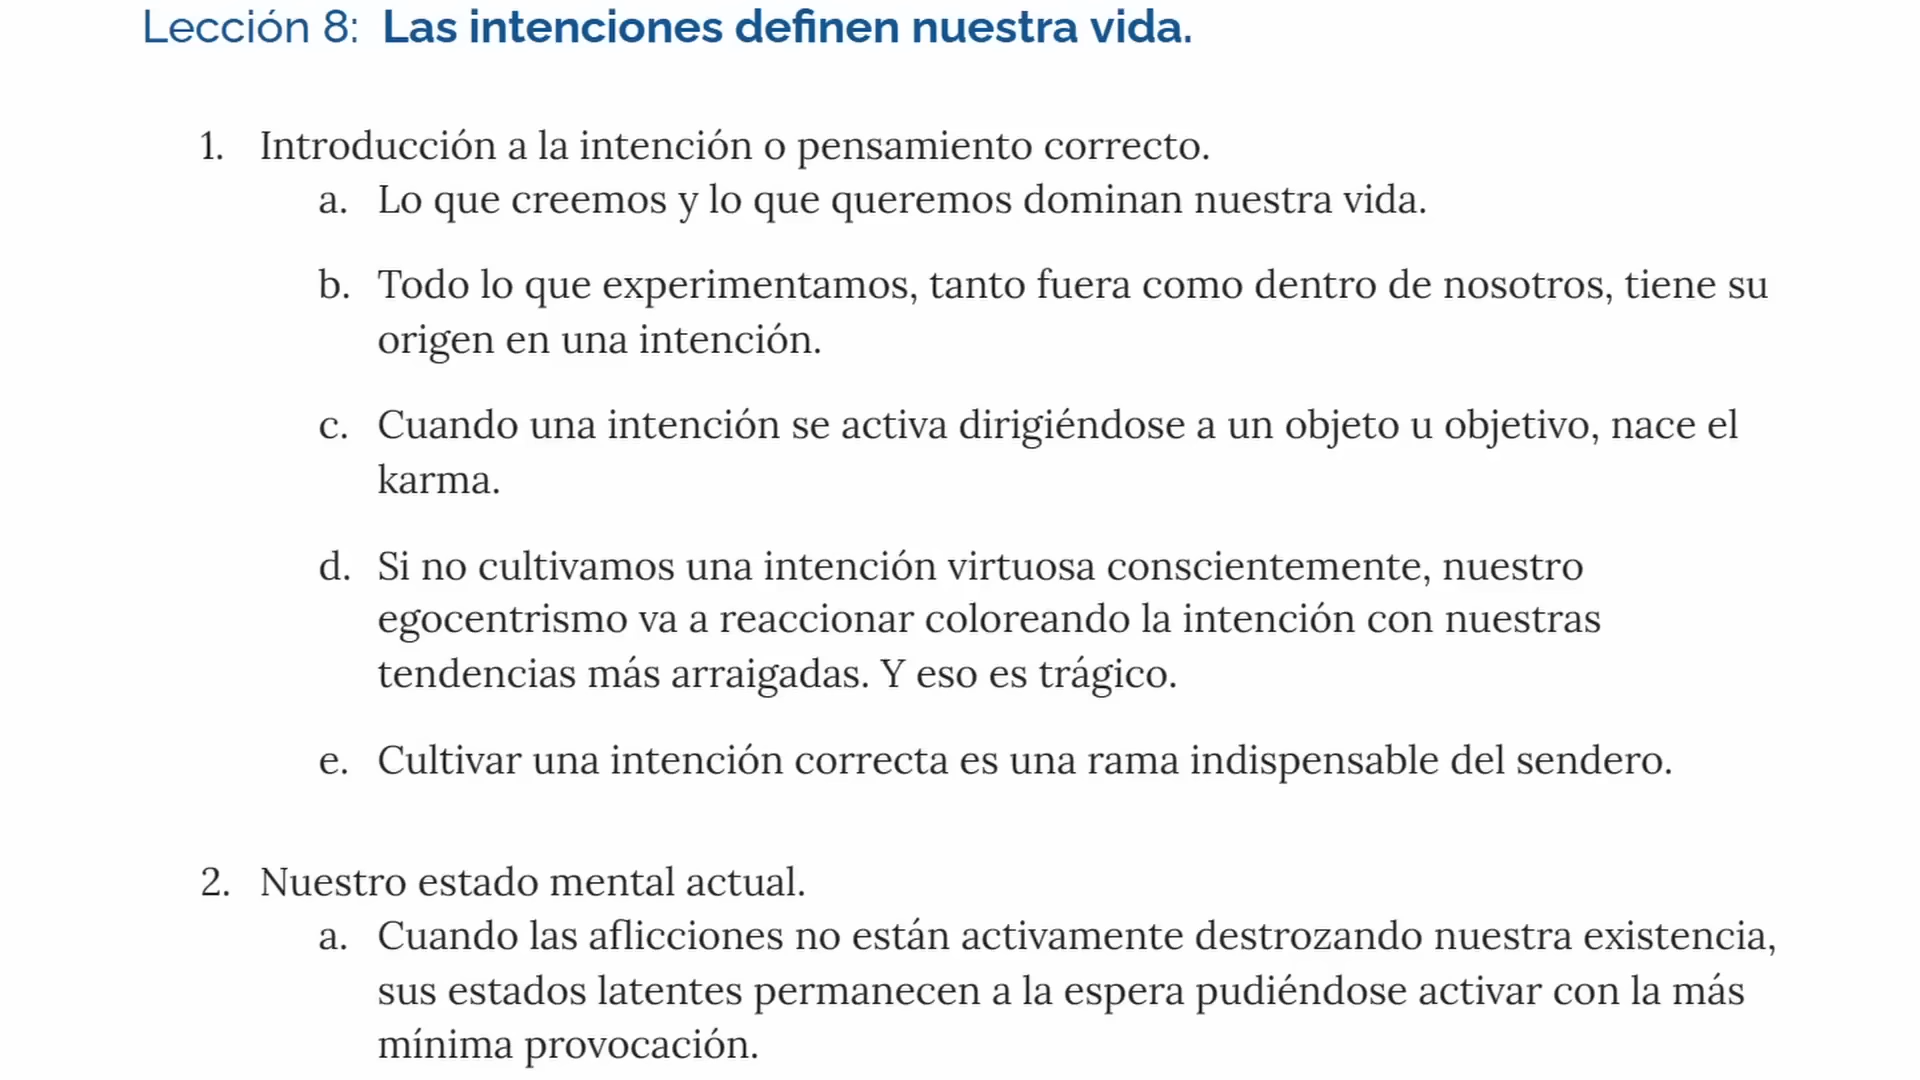 Lección 8: Las intenciones definen nuestra vida.
1. Introducción a la intención o pensamiento correcto.
a. Lo que creemos y lo que queremos dominan nuestra vida.
b. Todo lo que experimentamos, tanto fuera como dentro de nosotros, tiene su
origen en una intención.
c. Cuando una intención se activa dirigiéndose a un objeto u objetivo, nace el
karma.
d. Si no cultivamos una intención virtuosa conscientemente, nuestro
egocentrismo va a reaccionar coloreando la intención con nuestras
tendencias más arraigadas. Y eso es trágico.
e. Cultivar una intención correcta es una rama indispensable del sendero.
2. Nuestro estado mental actual.
a. Cuando las aflicciones no están activamente destrozando nuestra existencia,
sus estados latentes permanecen a la espera pudiéndose activar con la más
mínima provocación.